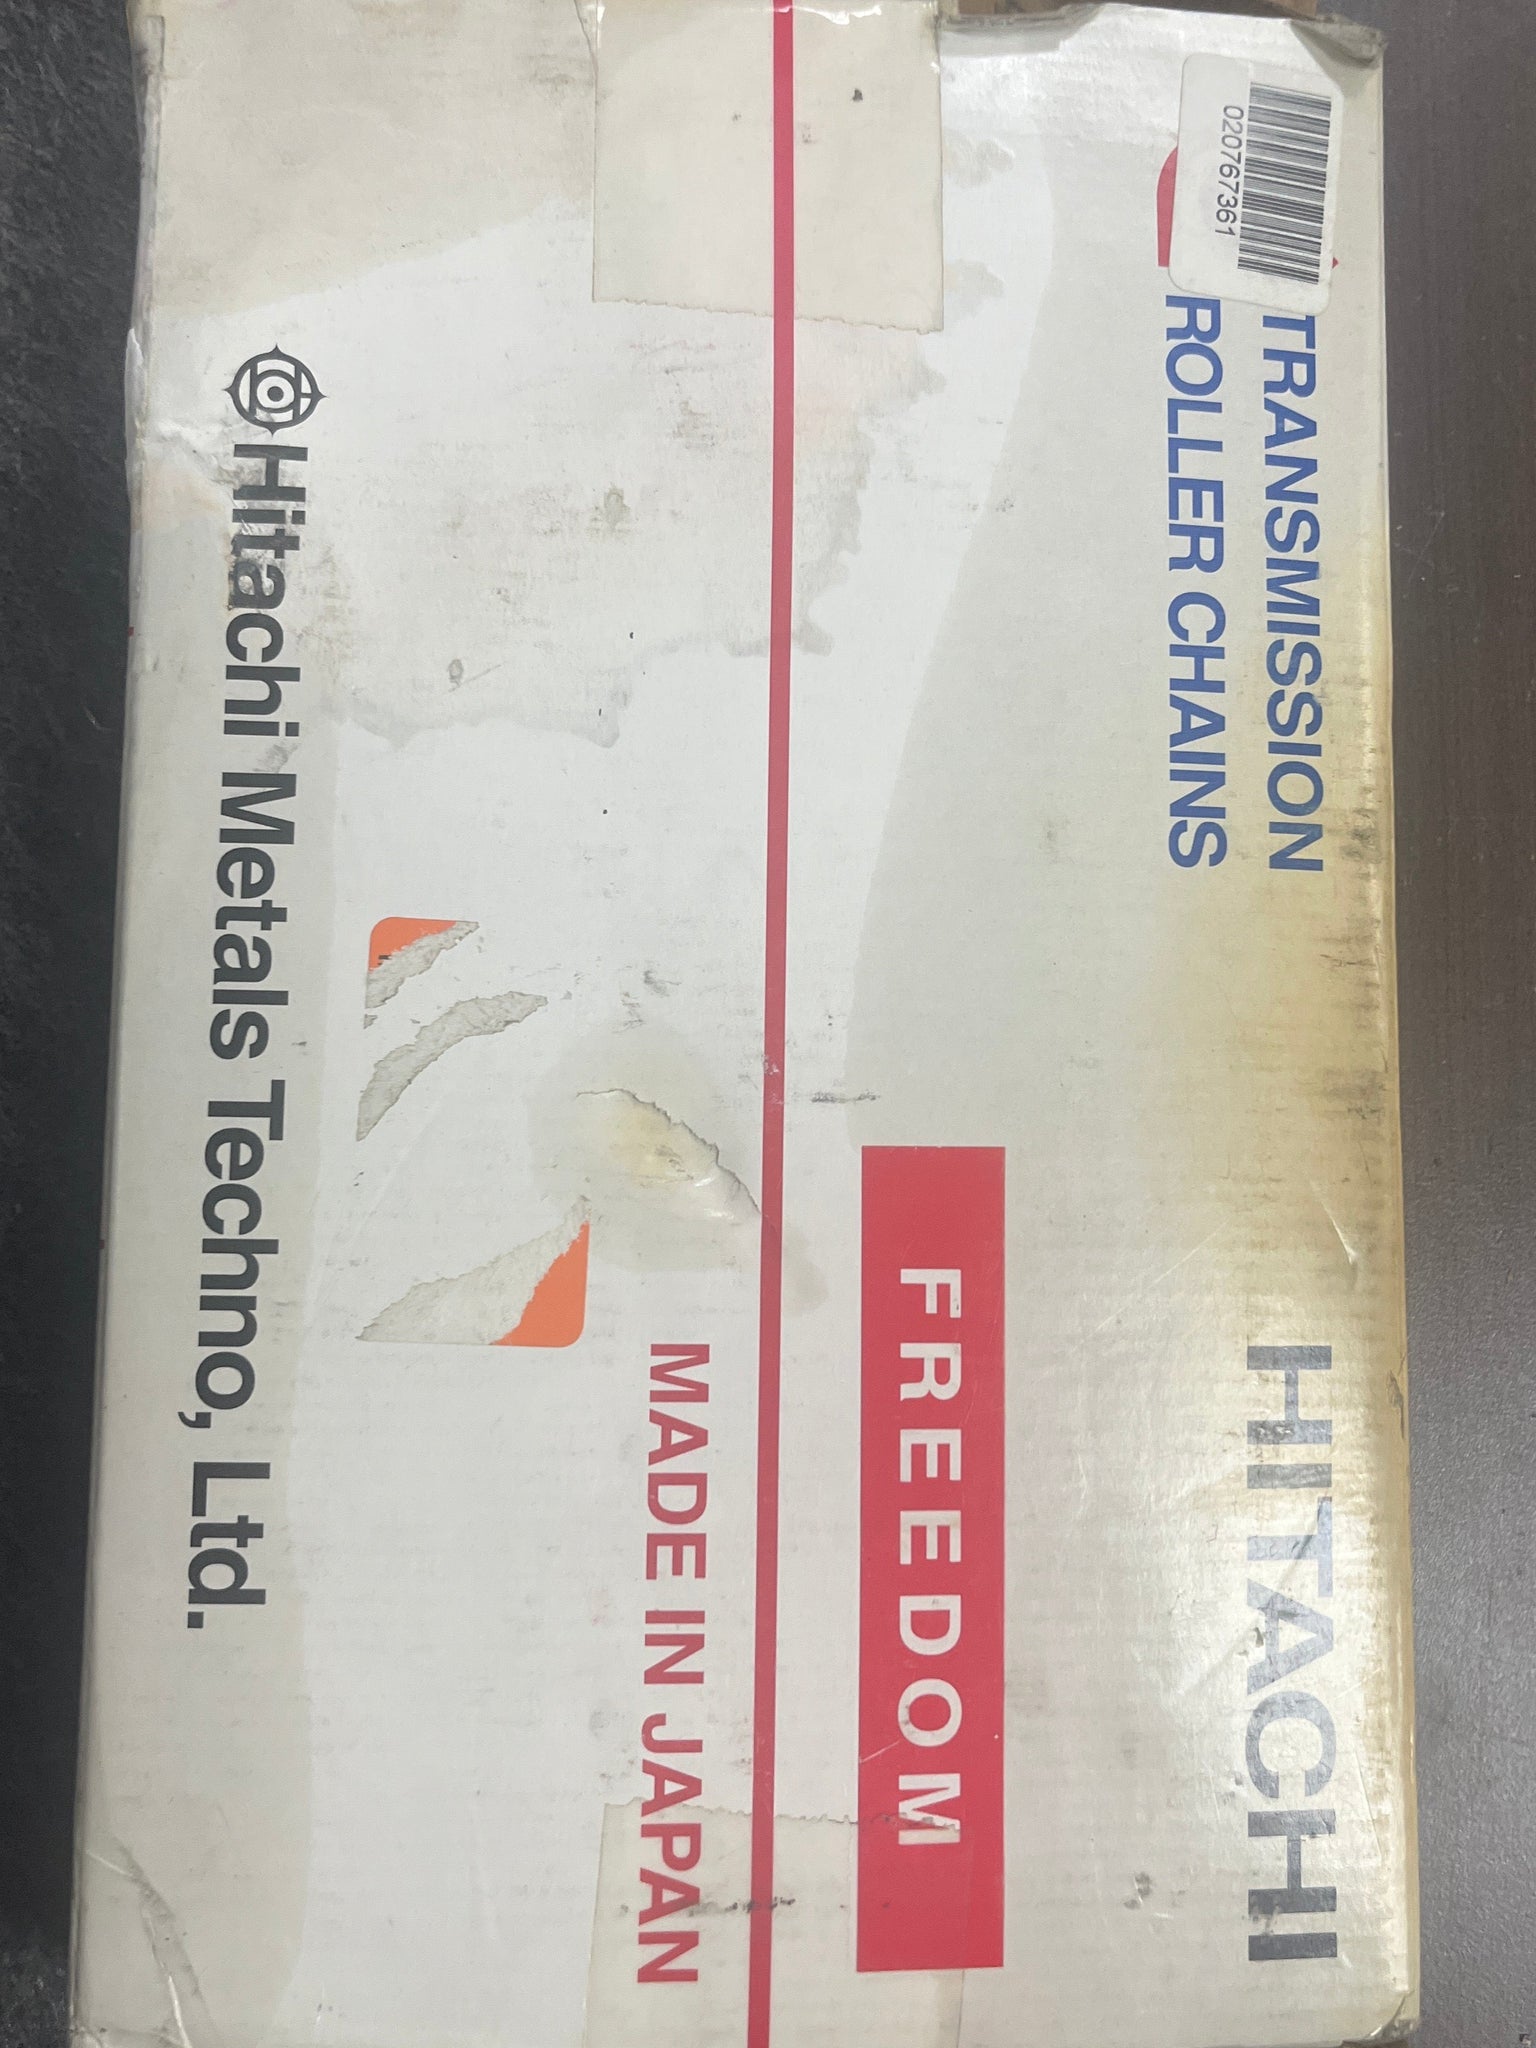 020767361
TRANSMISSION
ROLLER CHAINS
HITACHI
FREEDOM
MADE IN JAPAN
Hitachi Metals Techno, Ltd.